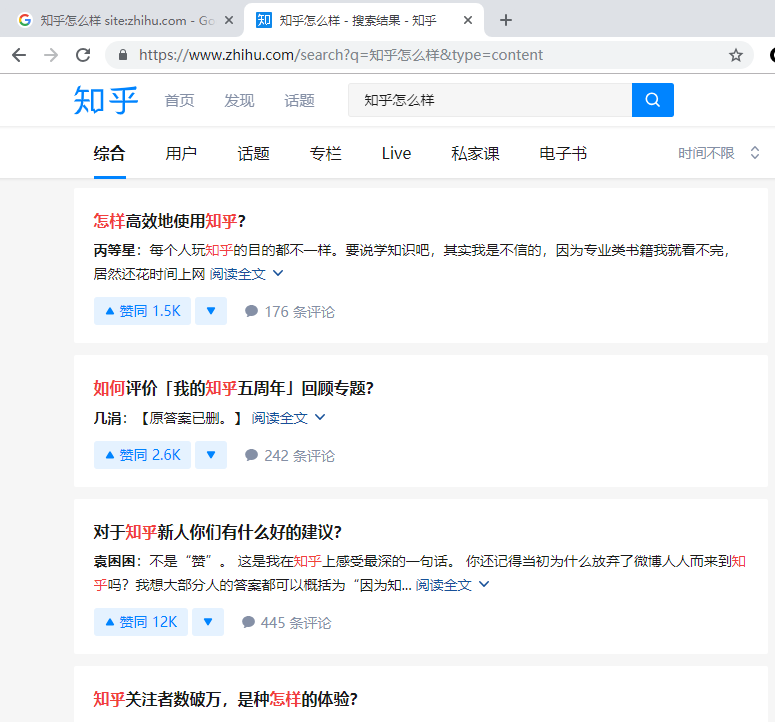 知乎怎么样 site:zhihu.com - Go
知 知乎怎么样 - 搜索结果 - 知乎
https://www.zhihu.com/search?q=知乎怎么样&type=content
知乎 首页 发现 话题 知乎怎么样
综合 用户 话题 专栏 Live 私家课 电子书 时间不限
怎样高效地使用知乎?
丙等星：每个人玩知乎的目的都不一样。要说学知识吧，其实我是不信的，因为专业类书籍我就看不完，
居然还花时间上网 阅读全文
赞同 1.5K 176 条评论
如何评价「我的知乎五周年」回顾专题?
几涓：【原答案已删。】 阅读全文
赞同 2.6K 242 条评论
对于知乎新人你们有什么好的建议?
袁困困：不是“赞”。 这是我在知乎上感受最深的一句话。 你还记得当初为什么放弃了微博人人而来到知
乎吗？我想大部分人的答案都可以概括为“因为知... 阅读全文
赞同 12K 445 条评论
知乎关注者数破万，是种怎样的体验?